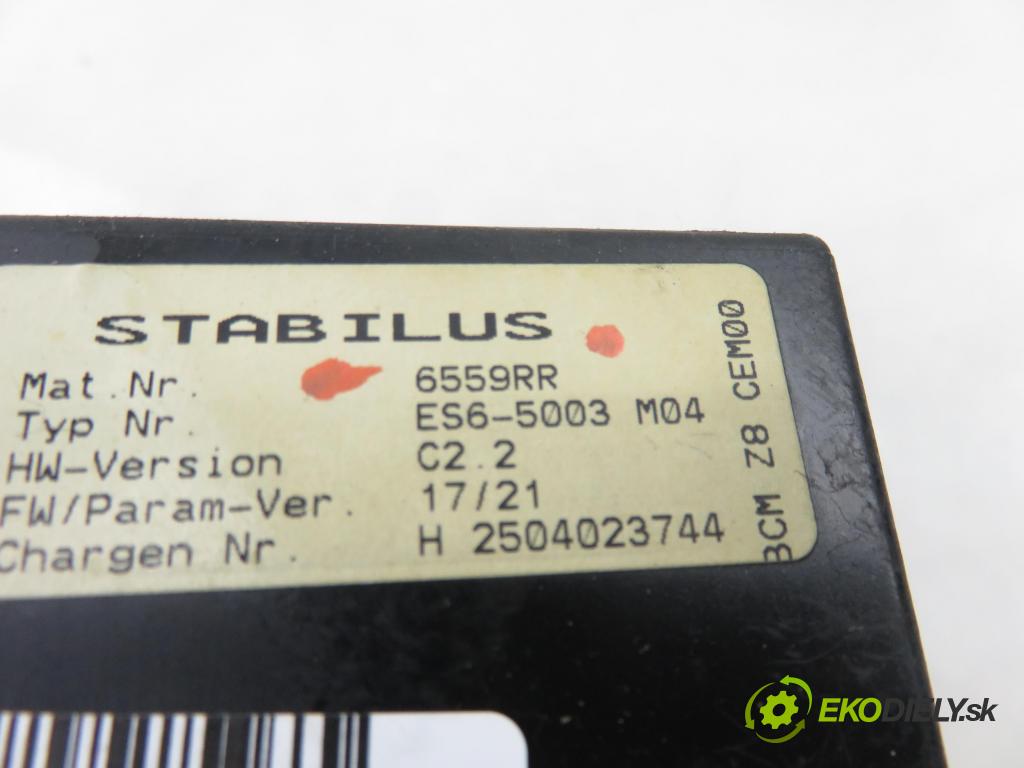 STABILUS
Mat.Nr. 6559RR
Typ Nr. ES6-5003 M04
HW-Version C2.2
FW/Param-Ver. 17/21
Chargen Nr. H 2504023744
BCM Z8 CEM00
EKODIELY.sk